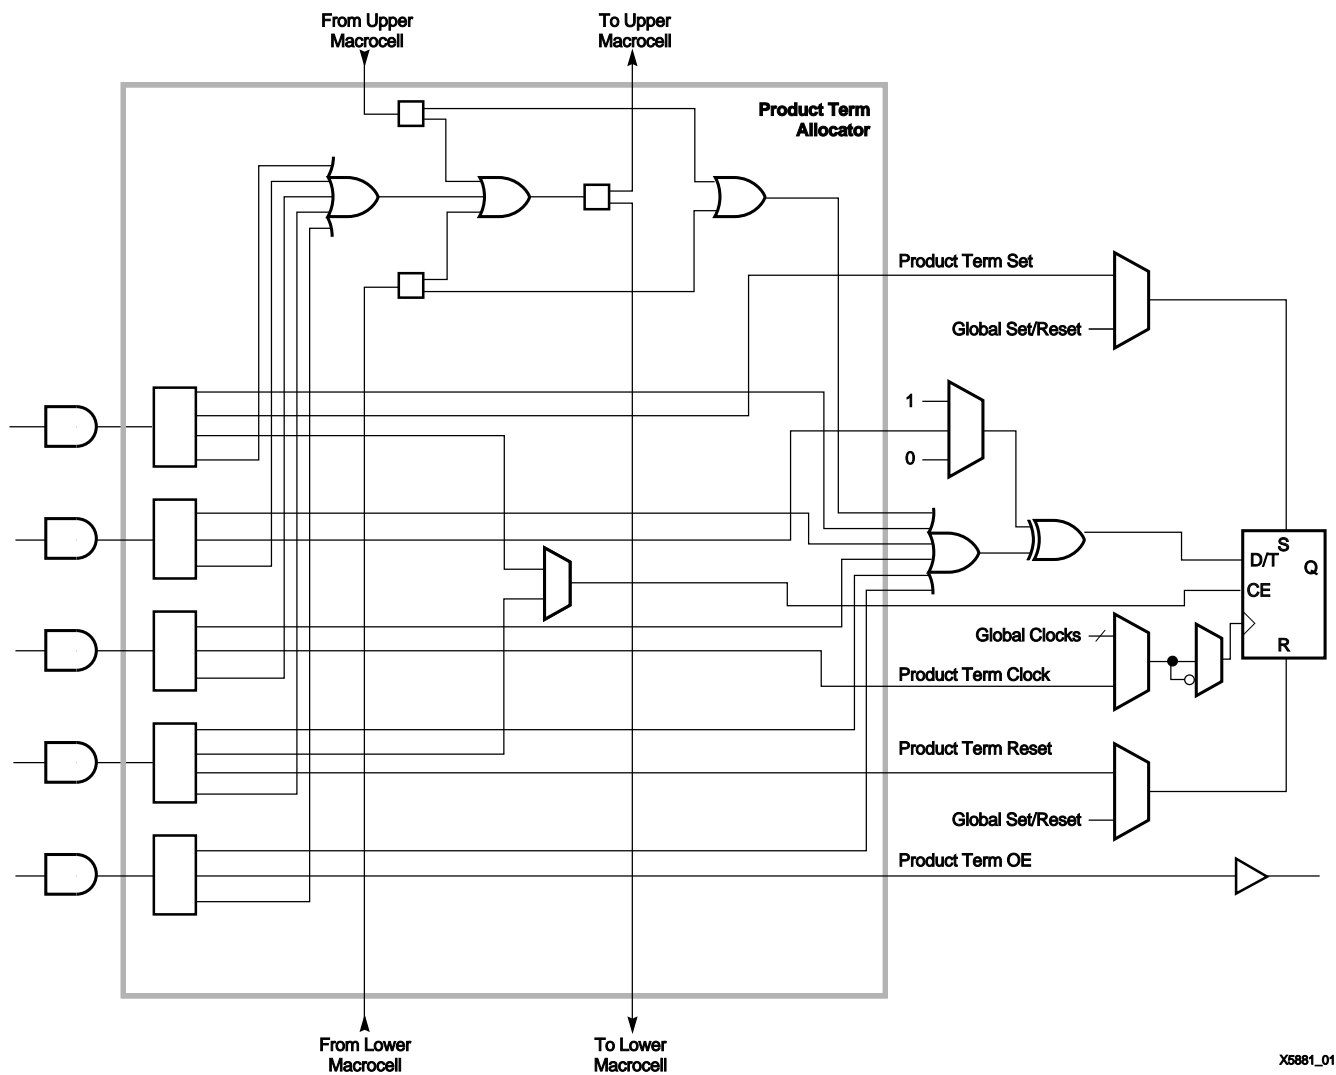 From Upper
Macrocell
To Upper
Macrocell
Product Term
Allocator
Product Term Set
Global Set/Reset
1
0
S
D/T
Q
CE
Global Clocks
R
Product Term Clock
Product Term Reset
Global Set/Reset
Product Term OE
From Lower
Macrocell
To Lower
Macrocell
X5881_01